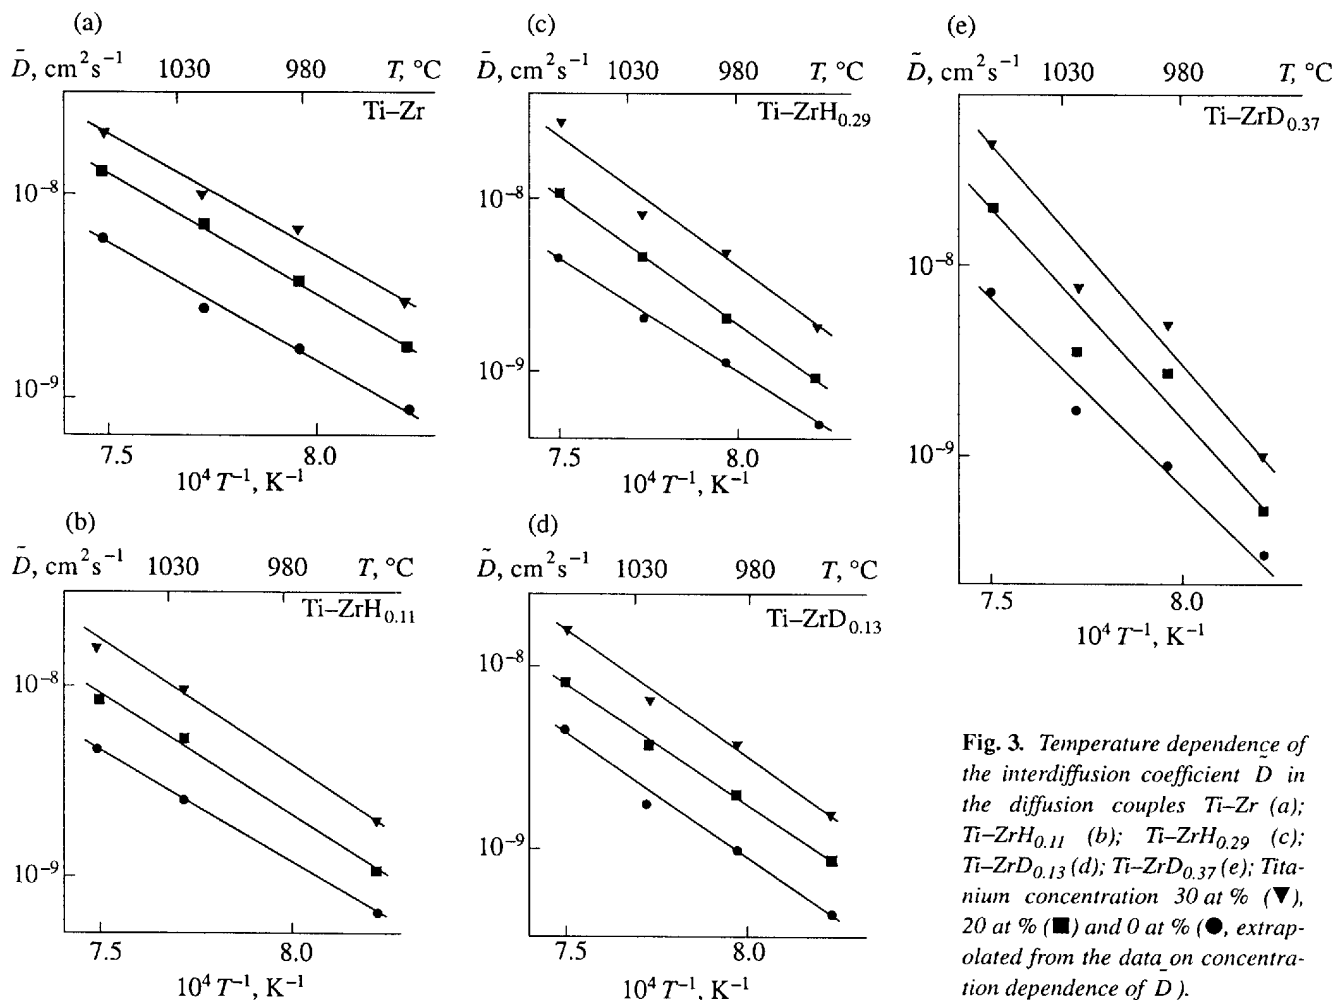 (a)
D̄, cm²s⁻¹ 1030 980 T, °C
Ti–Zr
10⁻⁸
10⁻⁹
7.5 8.0
10⁴ T⁻¹, K⁻¹
(b)
D̄, cm²s⁻¹ 1030 980 T, °C
Ti–ZrH₀.₁₁
10⁻⁸
10⁻⁹
7.5 8.0
10⁴ T⁻¹, K⁻¹
(c)
D̄, cm²s⁻¹ 1030 980 T, °C
Ti–ZrH₀.₂₉
10⁻⁸
10⁻⁹
7.5 8.0
10⁴ T⁻¹, K⁻¹
(d)
D̃, cm²s⁻¹ 1030 980 T, °C
Ti–ZrD₀.₁₃
10⁻⁸
10⁻⁹
7.5 8.0
10⁴ T⁻¹, K⁻¹
(e)
D̃, cm²s⁻¹ 1030 980 T, °C
Ti–ZrD₀.₃₇
10⁻⁸
10⁻⁹
7.5 8.0
10⁴ T⁻¹, K⁻¹
Fig. 3. Temperature dependence of
the interdiffusion coefficient D̃ in
the diffusion couples Ti–Zr (a);
Ti–ZrH₀.₁₁ (b); Ti–ZrH₀.₂₉ (c);
Ti–ZrD₀.₁₃ (d); Ti–ZrD₀.₃₇ (e); Tita-
nium concentration 30 at % (▼),
20 at % (■) and 0 at % (●, extrap-
olated from the data on concentra-
tion dependence of D̄ ).